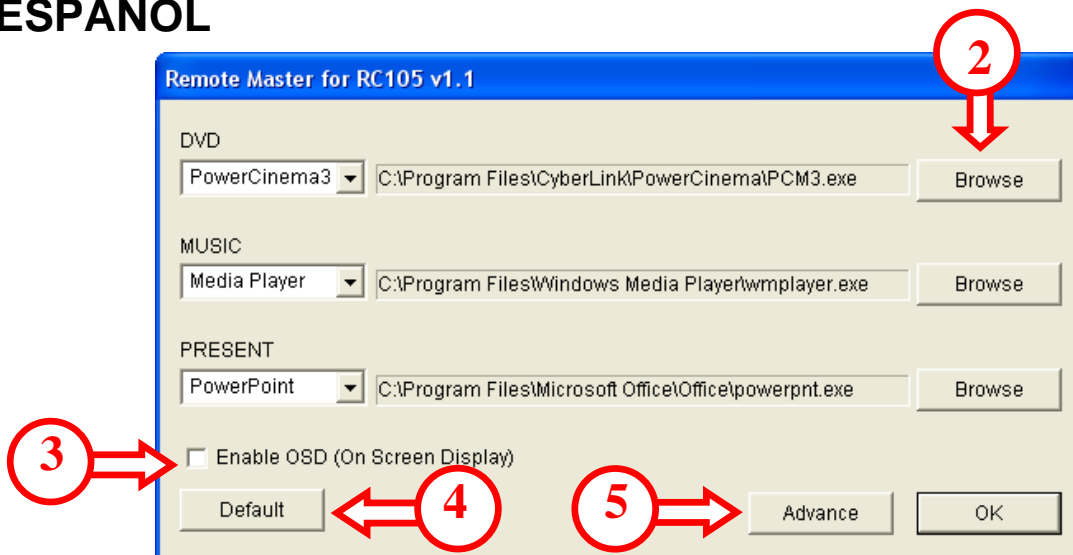 ESPAÑOL
2
Remote Master for RC105 v1.1
DVD
PowerCinema3 C:\Program Files\CyberLink\PowerCinema\PCM3.exe Browse
MUSIC
Media Player C:\Program Files\Windows Media Player\wmplayer.exe Browse
PRESENT
PowerPoint C:\Program Files\Microsoft Office\Office\powerpnt.exe Browse
3 Enable OSD (On Screen Display)
Default 4 5 Advance OK